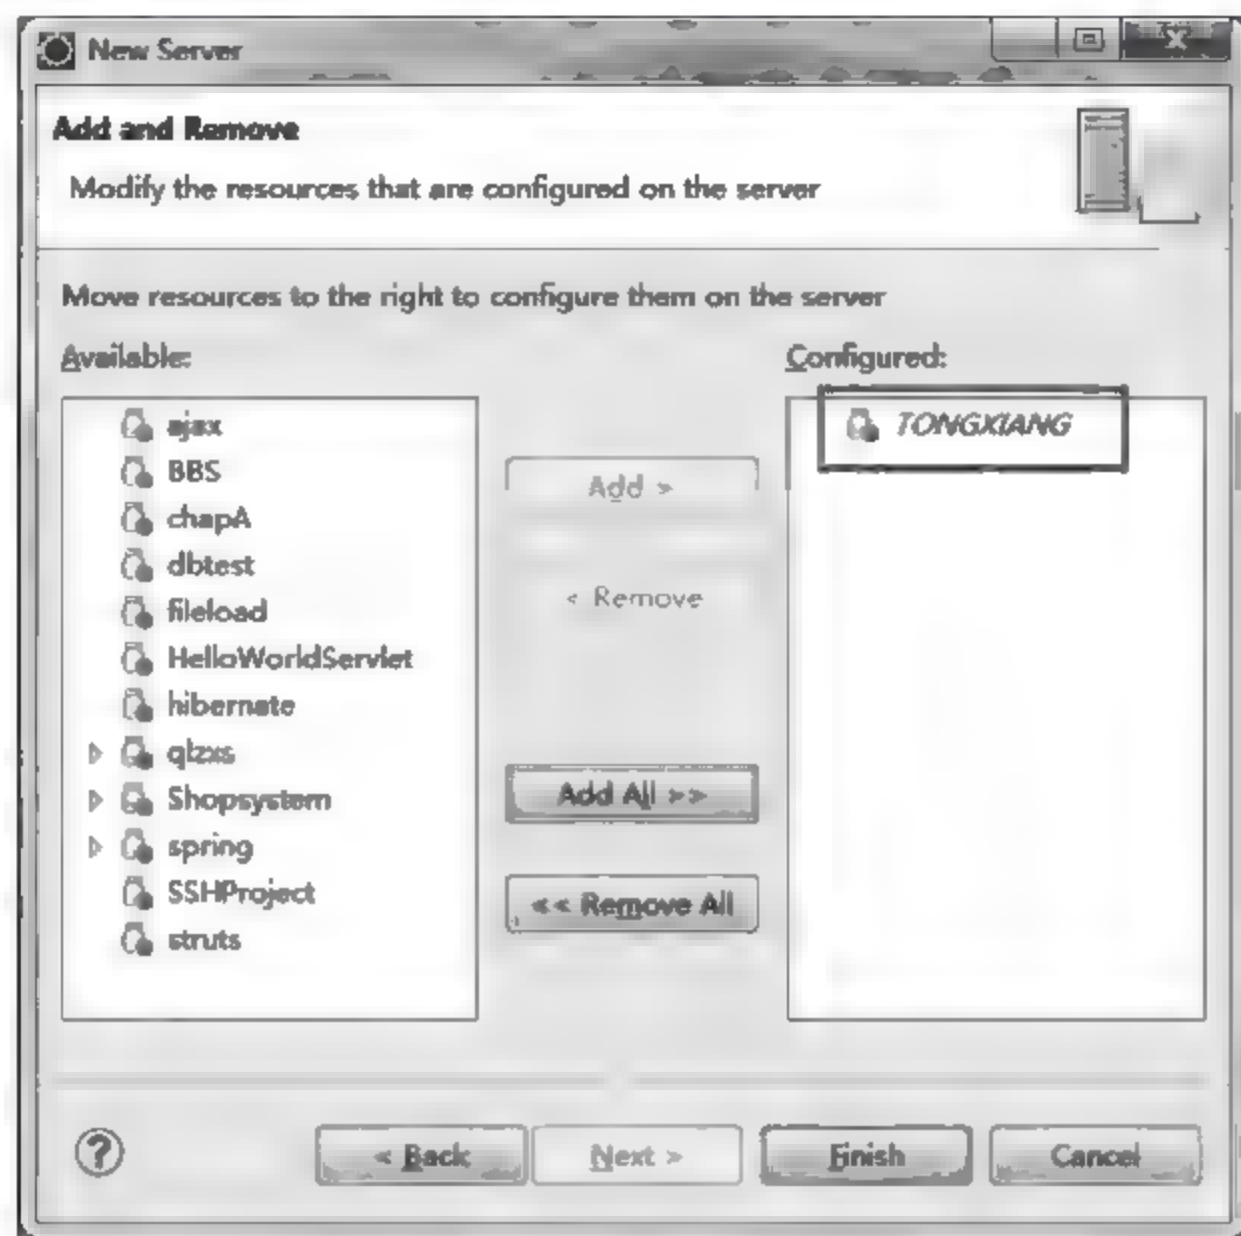 New Server
Add and Remove
Modify the resources that are configured on the server
Move resources to the right to configure them on the server
Available:
Configured:
ajax
BBS
chapA
dbtest
fileload
HelloWorldServlet
hibernate
qlzxs
Shopsystem
spring
SSHProject
struts
Add >
< Remove
Add All >>
<< Remove All
TONGXIANG
?
< Back
Next >
Finish
Cancel